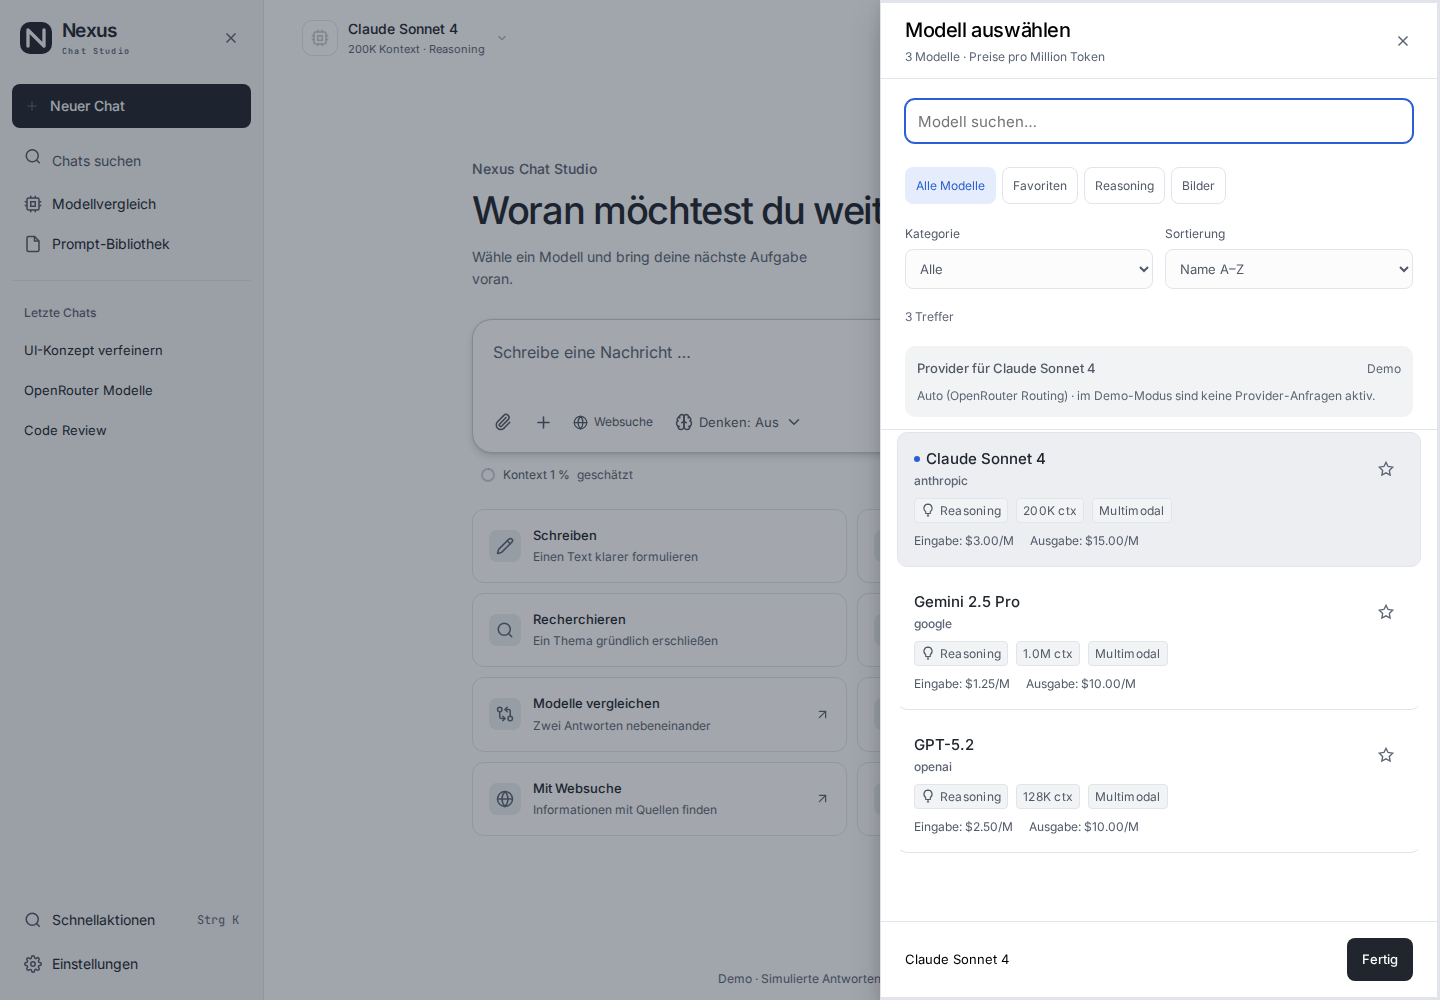 Nexus
Chat Studio
Neuer Chat
Chats suchen
Modellvergleich
Prompt-Bibliothek
Letzte Chats
UI-Konzept verfeinern
OpenRouter Modelle
Code Review
Schnellaktionen
Strg K
Einstellungen
Claude Sonnet 4
200K Kontext · Reasoning
Nexus Chat Studio
Woran möchtest du weit
Wähle ein Modell und bring deine nächste Aufgabe
voran.
Schreibe eine Nachricht ...
Websuche
Denken: Aus
Kontext 1 % geschätzt
Schreiben
Einen Text klarer formulieren
Recherchieren
Ein Thema gründlich erschließen
Modelle vergleichen
Zwei Antworten nebeneinander
Mit Websuche
Informationen mit Quellen finden
Demo · Simulierte Antworten
Modell auswählen
3 Modelle · Preise pro Million Token
Modell suchen...
Alle Modelle
Favoriten
Reasoning
Bilder
Kategorie
Sortierung
Alle
Name A–Z
3 Treffer
Provider für Claude Sonnet 4
Demo
Auto (OpenRouter Routing) · im Demo-Modus sind keine Provider-Anfragen aktiv.
Claude Sonnet 4
anthropic
Reasoning
200K ctx
Multimodal
Eingabe: $3.00/M
Ausgabe: $15.00/M
Gemini 2.5 Pro
google
Reasoning
1.0M ctx
Multimodal
Eingabe: $1.25/M
Ausgabe: $10.00/M
GPT-5.2
openai
Reasoning
128K ctx
Multimodal
Eingabe: $2.50/M
Ausgabe: $10.00/M
Claude Sonnet 4
Fertig